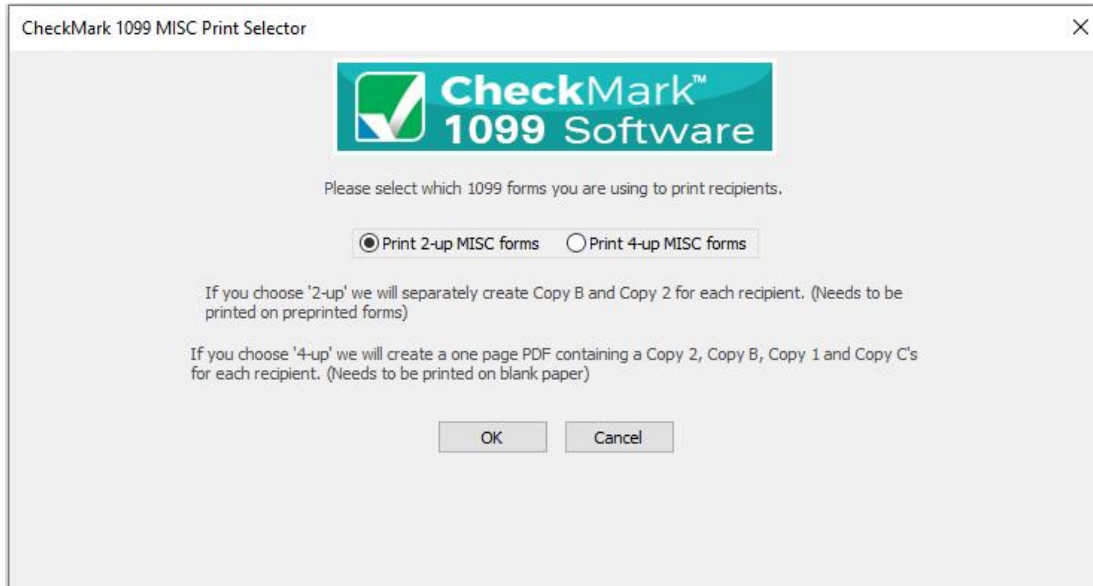 CheckMark 1099 MISC Print Selector
CheckMark™
1099 Software
Please select which 1099 forms you are using to print recipients.
Print 2-up MISC forms Print 4-up MISC forms
If you choose '2-up' we will separately create Copy B and Copy 2 for each recipient. (Needs to be
printed on preprinted forms)
If you choose '4-up' we will create a one page PDF containing a Copy 2, Copy B, Copy 1 and Copy C's
for each recipient. (Needs to be printed on blank paper)
OK Cancel